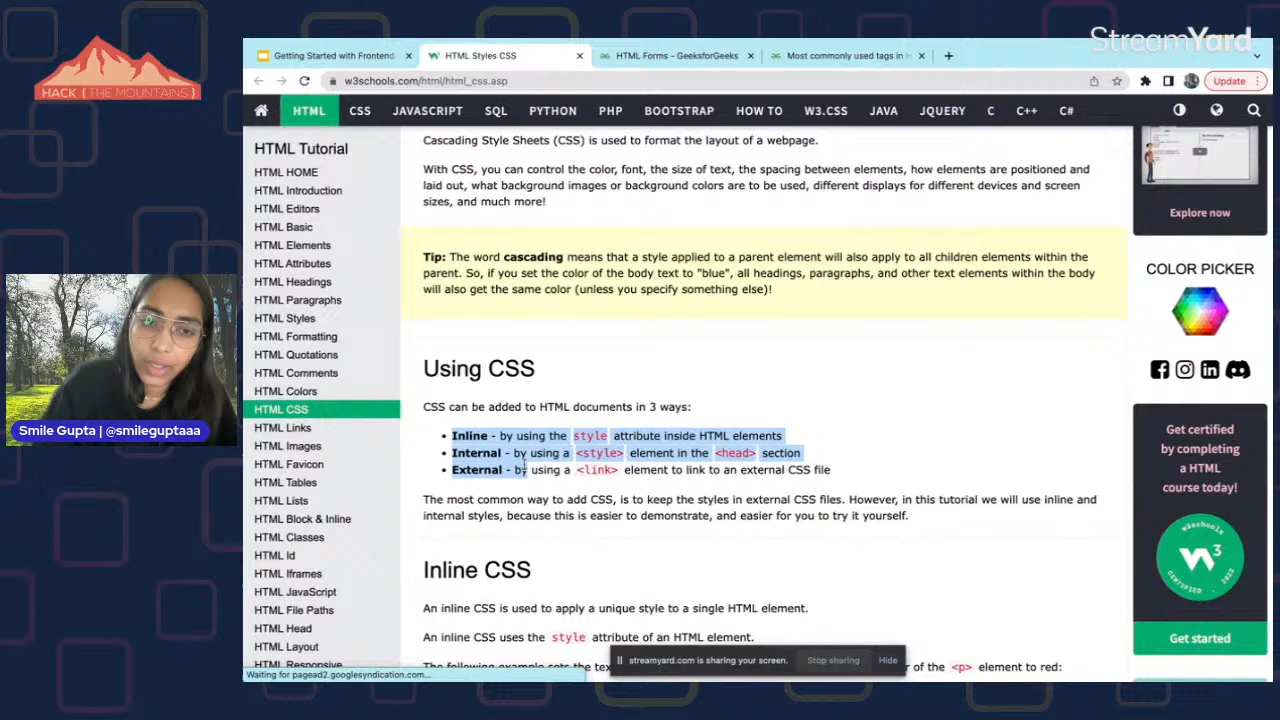 StreamYard
HACK {THE MOUNTAINS}
Getting Started with Frontend
HTML Styles CSS
HTML Forms - GeeksforGeeks
Most commonly used tags in H
w3schools.com/html/html_css.asp
Update
HTML CSS JAVASCRIPT SQL PYTHON PHP BOOTSTRAP HOW TO W3.CSS JAVA JQUERY C C++ C#
HTML Tutorial
HTML HOME
HTML Introduction
HTML Editors
HTML Basic
HTML Elements
HTML Attributes
HTML Headings
HTML Paragraphs
HTML Styles
HTML Formatting
HTML Quotations
HTML Comments
HTML Colors
HTML CSS
HTML Links
HTML Images
HTML Favicon
HTML Tables
HTML Lists
HTML Block & Inline
HTML Classes
HTML Id
HTML Iframes
HTML JavaScript
HTML File Paths
HTML Head
HTML Layout
HTML Responsive
Waiting for pagead2.googlesyndication.com...
Cascading Style Sheets (CSS) is used to format the layout of a webpage.
With CSS, you can control the color, font, the size of text, the spacing between elements, how elements are positioned and
laid out, what background images or background colors are to be used, different displays for different devices and screen
sizes, and much more!
Tip: The word cascading means that a style applied to a parent element will also apply to all children elements within the
parent. So, if you set the color of the body text to "blue", all headings, paragraphs, and other text elements within the body
will also get the same color (unless you specify something else)!
Using CSS
CSS can be added to HTML documents in 3 ways:
• Inline - by using the style attribute inside HTML elements
• Internal - by using a <style> element in the <head> section
• External - by using a <link> element to link to an external CSS file
The most common way to add CSS, is to keep the styles in external CSS files. However, in this tutorial we will use inline and
internal styles, because this is easier to demonstrate, and easier for you to try it yourself.
Inline CSS
An inline CSS is used to apply a unique style to a single HTML element.
An inline CSS uses the style attribute of an HTML element.
The following example sets the tex
r of the <p> element to red:
streamyard.com is sharing your screen.
Stop sharing
Hide
Explore now
COLOR PICKER
Get certified
by completing
a HTML
course today!
w3schools
W3
CERTIFIED . 2022
Get started
Smile Gupta | @smileguptaaa